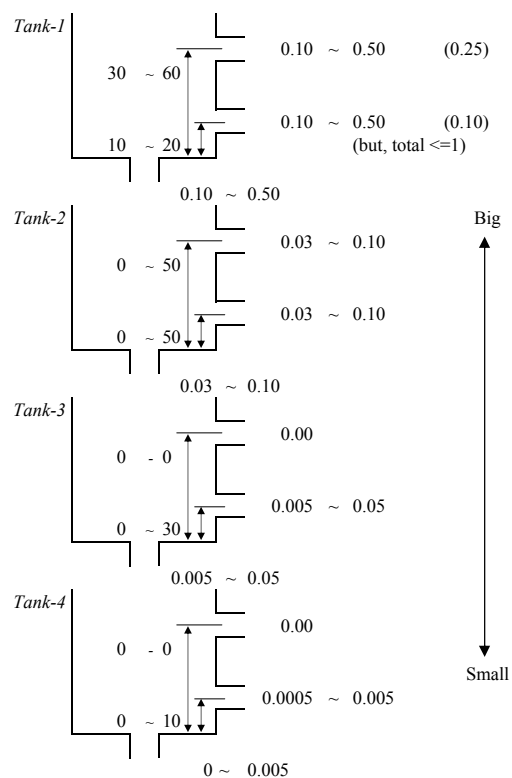 Tank-1
0.10 ~ 0.50 (0.25)
30 ~ 60
0.10 ~ 0.50 (0.10)
10 ~ 20
(but, total <=1)
0.10 ~ 0.50
Tank-2
Big
0.03 ~ 0.10
0 ~ 50
0.03 ~ 0.10
0 ~ 50
0.03 ~ 0.10
Tank-3
0.00
0 - 0
0.005 ~ 0.05
0 ~ 30
0.005 ~ 0.05
Tank-4
0.00
0 - 0
Small
0.0005 ~ 0.005
0 ~ 10
0 ~ 0.005